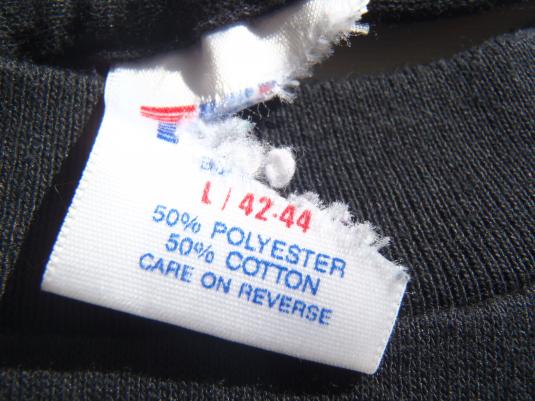 L / 42-44
50% POLYESTER
50% COTTON
CARE ON REVERSE